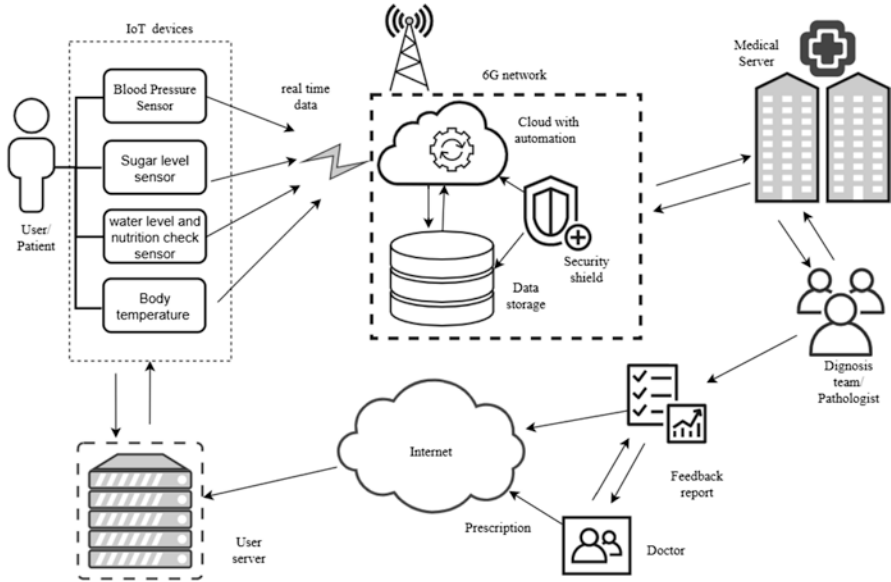 IoT devices
Blood Pressure
Sensor
Sugar level
sensor
water level and
nutrition check
sensor
Body
temperature
User/
Patient
real time
data
6G network
Cloud with
automation
Security
shield
Data
storage
Medical
Server
Dignosis
team/
Pathologist
Feedback
report
Internet
Prescription
Doctor
User
server